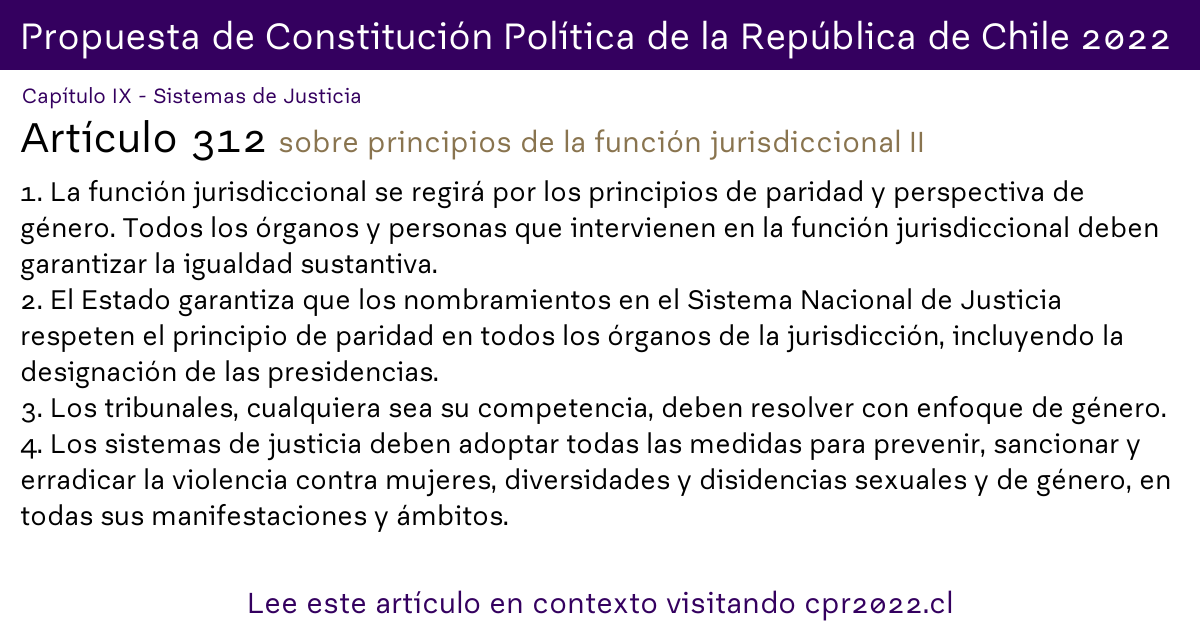 Propuesta de Constitución Política de la República de Chile 2022
Capítulo IX - Sistemas de Justicia
Artículo 312 sobre principios de la función jurisdiccional II
1. La función jurisdiccional se regirá por los principios de paridad y perspectiva de
género. Todos los órganos y personas que intervienen en la función jurisdiccional deben
garantizar la igualdad sustantiva.
2. El Estado garantiza que los nombramientos en el Sistema Nacional de Justicia
respeten el principio de paridad en todos los órganos de la jurisdicción, incluyendo la
designación de las presidencias.
3. Los tribunales, cualquiera sea su competencia, deben resolver con enfoque de género.
4. Los sistemas de justicia deben adoptar todas las medidas para prevenir, sancionar y
erradicar la violencia contra mujeres, diversidades y disidencias sexuales y de género, en
todas sus manifestaciones y ámbitos.
Lee este artículo en contexto visitando cpr2022.cl